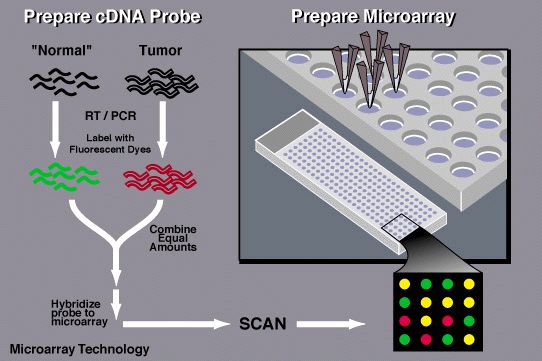 Prepare cDNA Probe
Prepare Microarray
"Normal"
Tumor
RT / PCR
Label with
Fluorescent Dyes
Combine
Equal
Amounts
Hybridize
probe to
microarray
SCAN
Microarray Technology